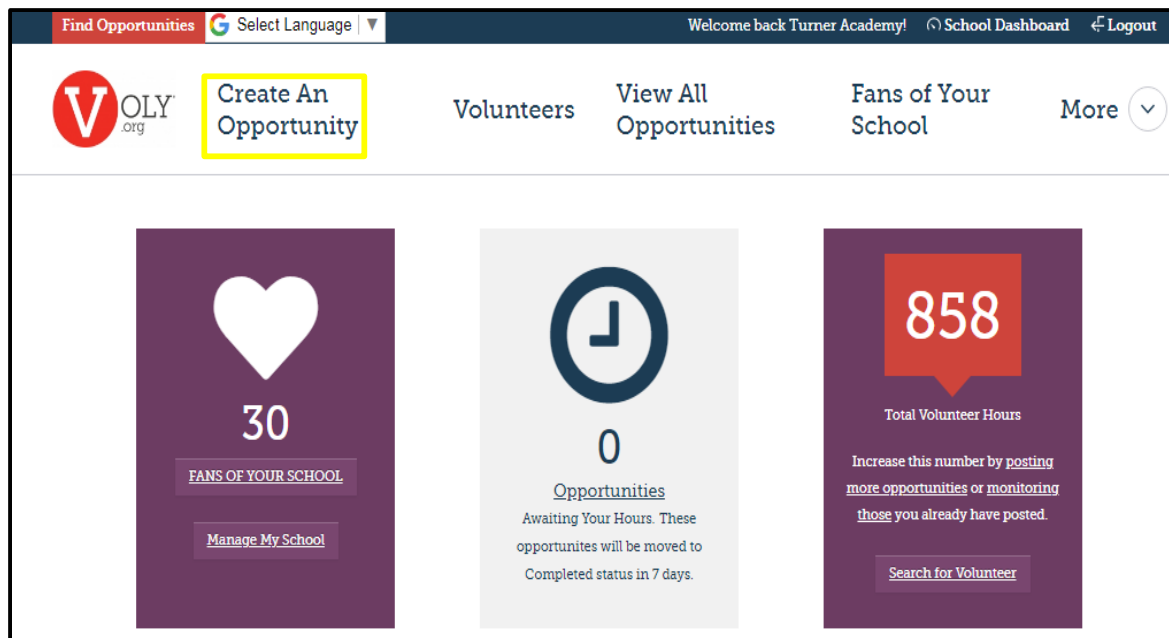 Find Opportunities
Select Language ▼
Welcome back Turner Academy!
School Dashboard
Logout
VOLY
.org
Create An
Opportunity
Volunteers
View All
Opportunities
Fans of Your
School
More
30
FANS OF YOUR SCHOOL
Manage My School
0
Opportunities
Awaiting Your Hours. These
opportunites will be moved to
Completed status in 7 days.
858
Total Volunteer Hours
Increase this number by posting
more opportunities or monitoring
those you already have posted.
Search for Volunteer